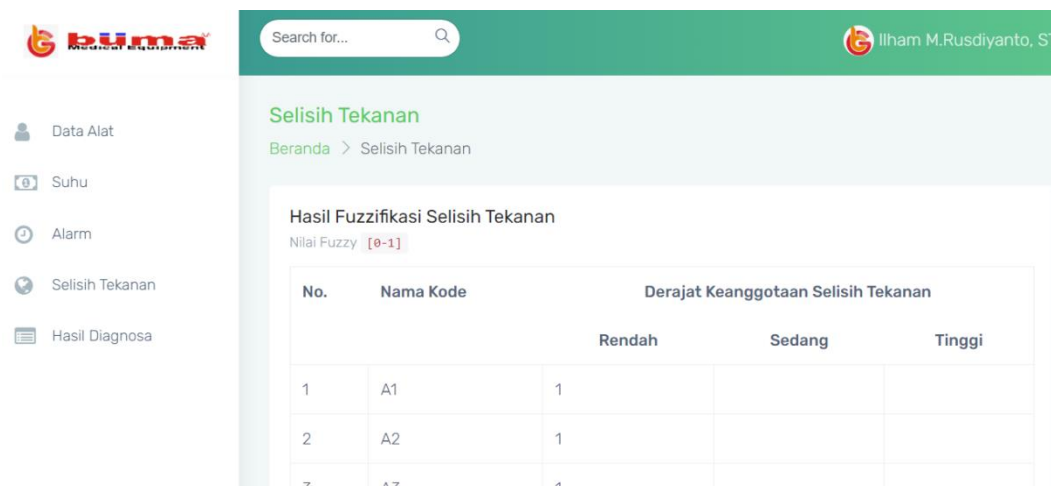 büma
Medical Equipment
Search for...
Ilham M.Rusdiyanto, ST
Data Alat
Suhu
Alarm
Selisih Tekanan
Hasil Diagnosa
Selisih Tekanan
Beranda > Selisih Tekanan
Hasil Fuzzifikasi Selisih Tekanan
Nilai Fuzzy [0-1]
No. Nama Kode Derajat Keanggotaan Selisih Tekanan
Rendah Sedang Tinggi
1 A1 1
2 A2 1